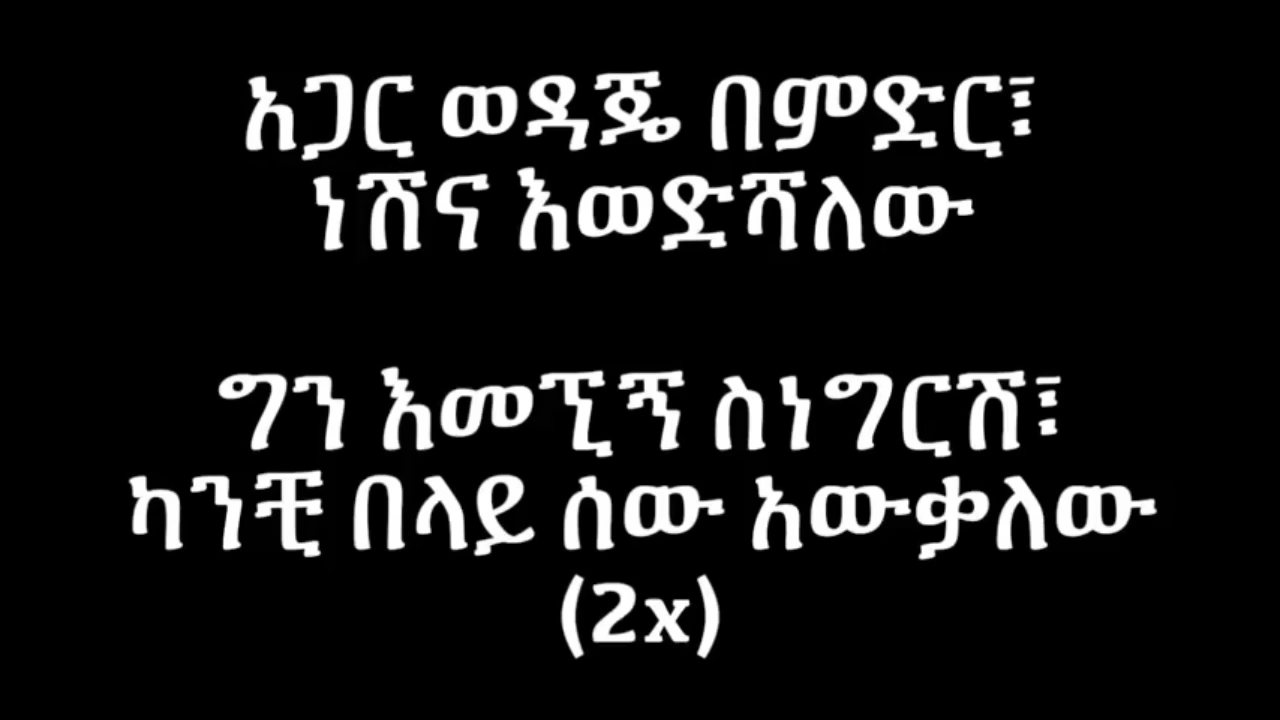 አጋር ወዳጄ በምድር፣
ነሽና እወድሻለው
ግን እመኚኝ ስነግርሽ፣
ካንቺ በላይ ሰው አውቃለው
(2x)